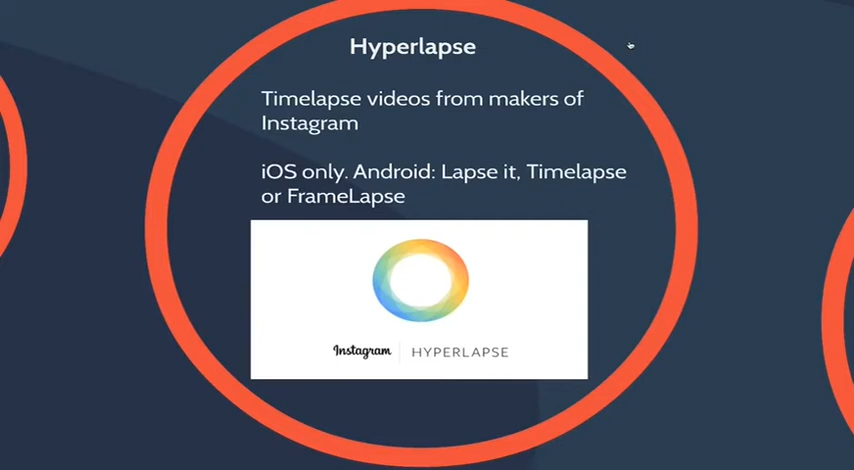 Hyperlapse
Timelapse videos from makers of
Instagram
iOS only. Android: Lapse it, Timelapse
or FrameLapse
Instagram HYPERLAPSE